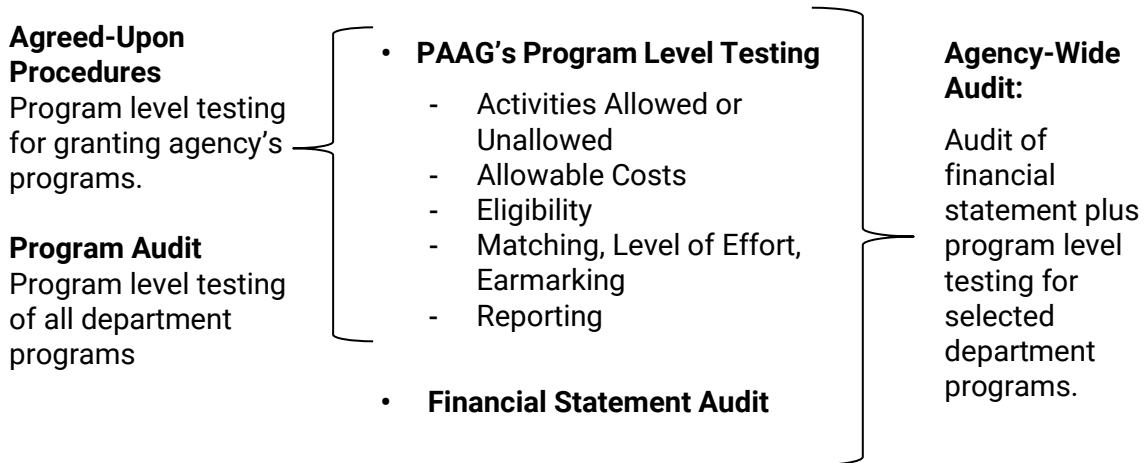 Agreed-Upon
Procedures
Program level testing
for granting agency's
programs.
Program Audit
Program level testing
of all department
programs
• PAAG's Program Level Testing
- Activities Allowed or
Unallowed
- Allowable Costs
- Eligibility
- Matching, Level of Effort,
Earmarking
- Reporting
• Financial Statement Audit
Agency-Wide
Audit:
Audit of
financial
statement plus
program level
testing for
selected
department
programs.